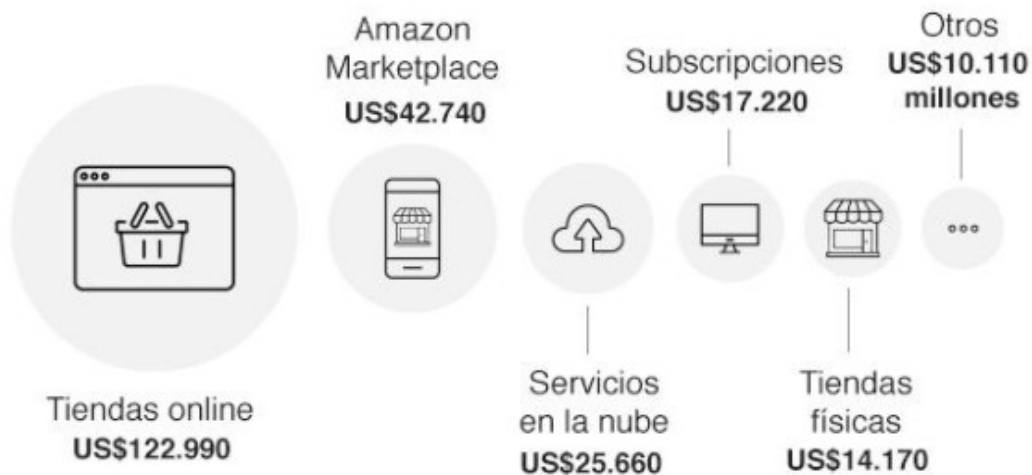 Tiendas online
US$122.990
Amazon
Marketplace
US$42.740
Servicios
en la nube
US$25.660
Subscripciones
US$17.220
Tiendas
físicas
US$14.170
Otros
US$10.110
millones